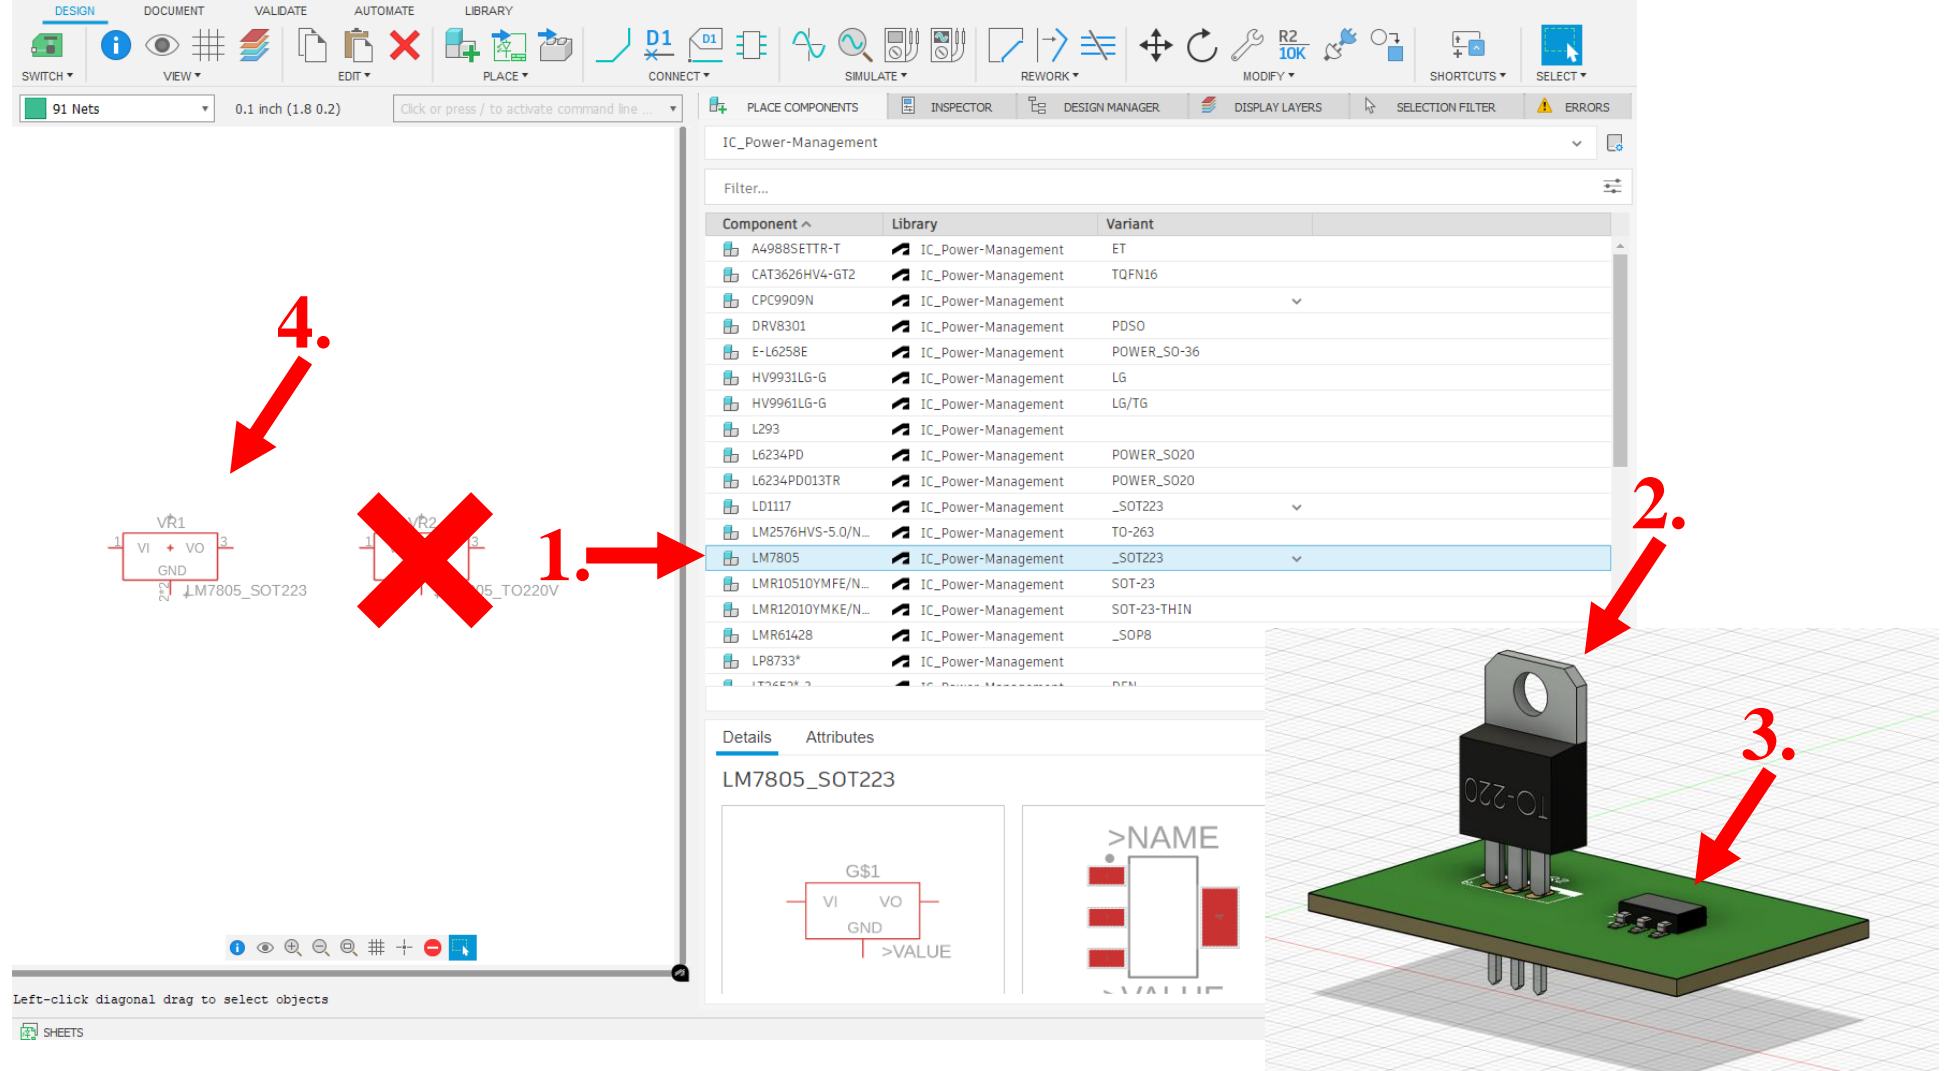 DESIGN DOCUMENT VALIDATE AUTOMATE LIBRARY
D1 D1 R2 10K
SWITCH VIEW EDIT PLACE CONNECT SIMULATE REWORK MODIFY SHORTCUTS SELECT
91 Nets 0.1 inch (1.8 0.2) Click or press / to activate command line ...
PLACE COMPONENTS INSPECTOR DESIGN MANAGER DISPLAY LAYERS SELECTION FILTER ERRORS
IC_Power-Management
Filter...
Component Library Variant
A4988SETTR-T IC_Power-Management ET
CAT3626HV4-GT2 IC_Power-Management TQFN16
CPC9909N IC_Power-Management
DRV8301 IC_Power-Management PDSO
E-L6258E IC_Power-Management POWER_SO-36
HV9931LG-G IC_Power-Management LG
HV9961LG-G IC_Power-Management LG/TG
L293 IC_Power-Management
L6234PD IC_Power-Management POWER_SO20
L6234PD013TR IC_Power-Management POWER_SO20
LD1117 IC_Power-Management _SOT223
LM2576HVS-5.0/N... IC_Power-Management TO-263
LM7805 IC_Power-Management _SOT223
LMR10510YMFE/N... IC_Power-Management SOT-23
LMR12010YMKE/N... IC_Power-Management SOT-23-THIN
LMR61428 IC_Power-Management _SOP8
LP8733* IC_Power-Management
4.
VR1
1 VI VO 3
GND
2*2
LM7805_SOT223
VR2
1 3
05_TO220V
1.
2.
3.
Details Attributes
LM7805_SOT223
G$1
VI VO
GND
>VALUE
>NAME
4
>VALUE
TO-220
Left-click diagonal drag to select objects
SHEETS